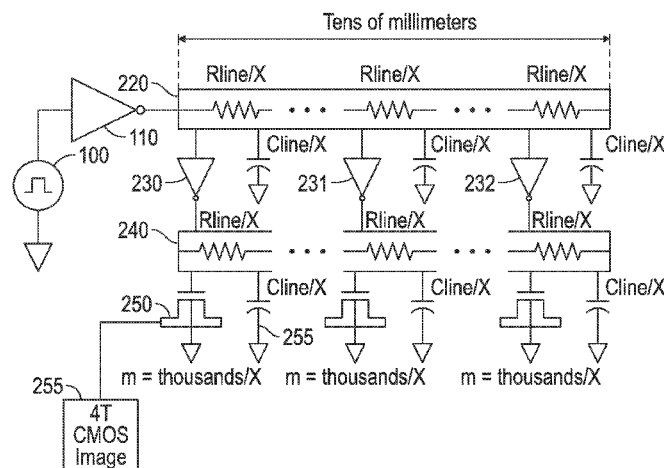 Tens of millimeters
220
Rline/X Rline/X Rline/X
110
100
Cline/X Cline/X Cline/X
230 231 232
Rline/X Rline/X Rline/X
240
Cline/X Cline/X Cline/X
250
255
m = thousands/X m = thousands/X m = thousands/X
255
4T
CMOS
Image